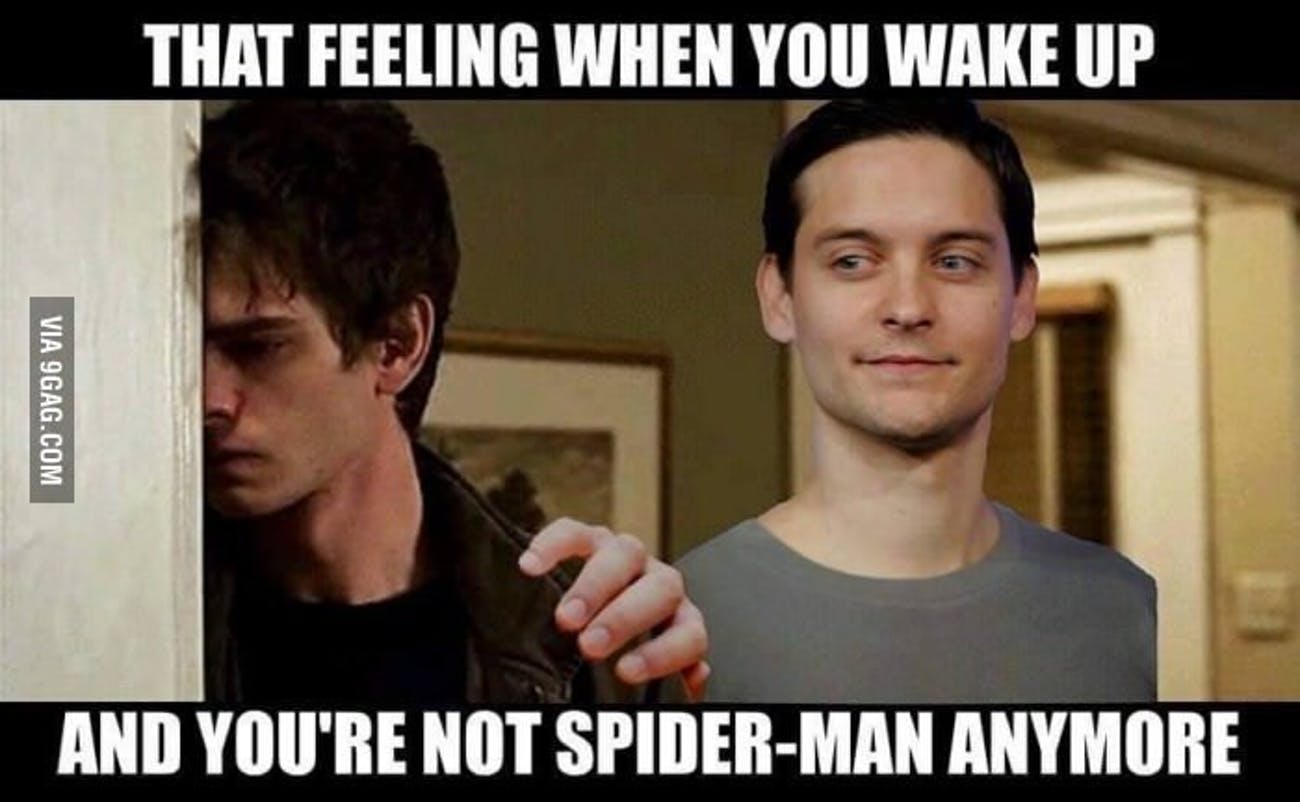 THAT FEELING WHEN YOU WAKE UP
VIA 9GAG.COM
AND YOU'RE NOT SPIDER-MAN ANYMORE